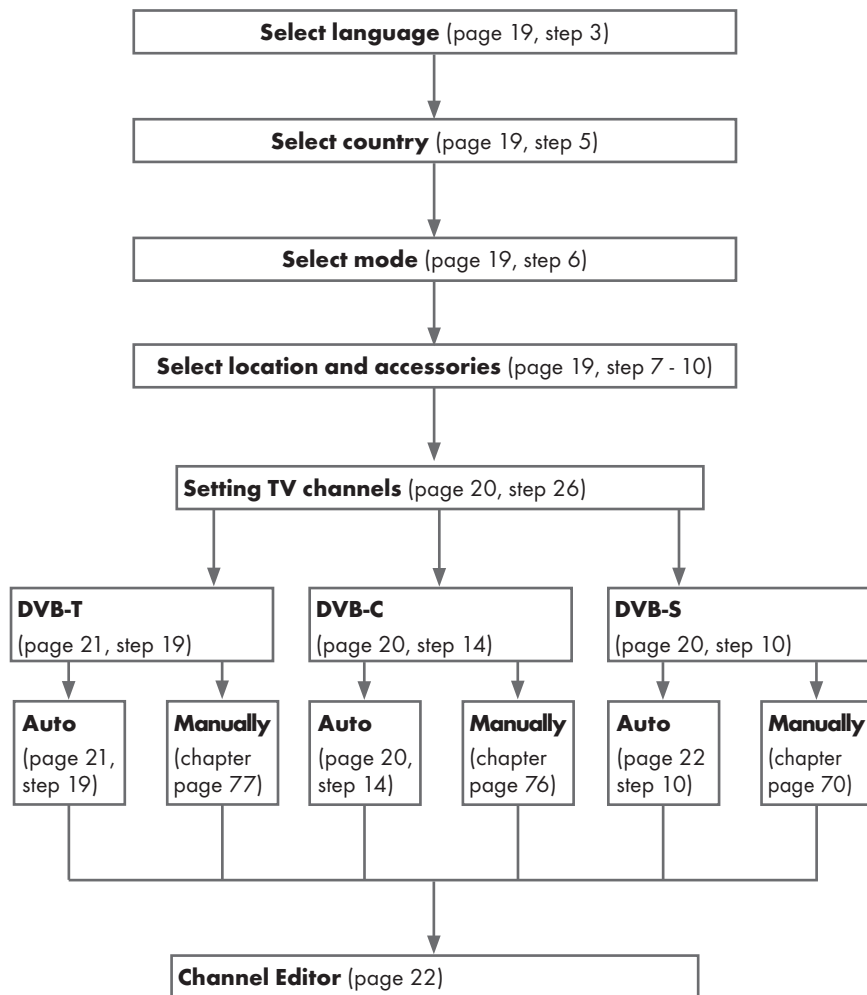 Select language (page 19, step 3)
Select country (page 19, step 5)
Select mode (page 19, step 6)
Select location and accessories (page 19, step 7 - 10)
Setting TV channels (page 20, step 26)
DVB-T
(page 21, step 19)
DVB-C
(page 20, step 14)
DVB-S
(page 20, step 10)
Auto
(page 21,
step 19)
Manually
(chapter
page 77)
Auto
(page 20,
step 14)
Manually
(chapter
page 76)
Auto
(page 22
step 10)
Manually
(chapter
page 70)
Channel Editor (page 22)